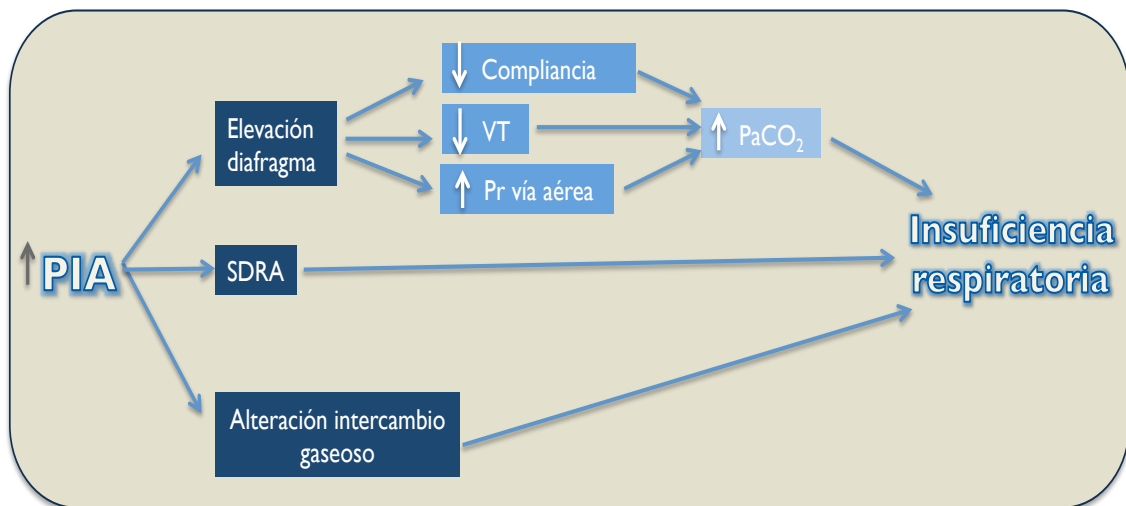 Compliancia
Elevación
diafragma
VT
PaCO₂
Pr vía aérea
PIA
SDRA
Insuficiencia
respiratoria
Alteración intercambio
gaseoso